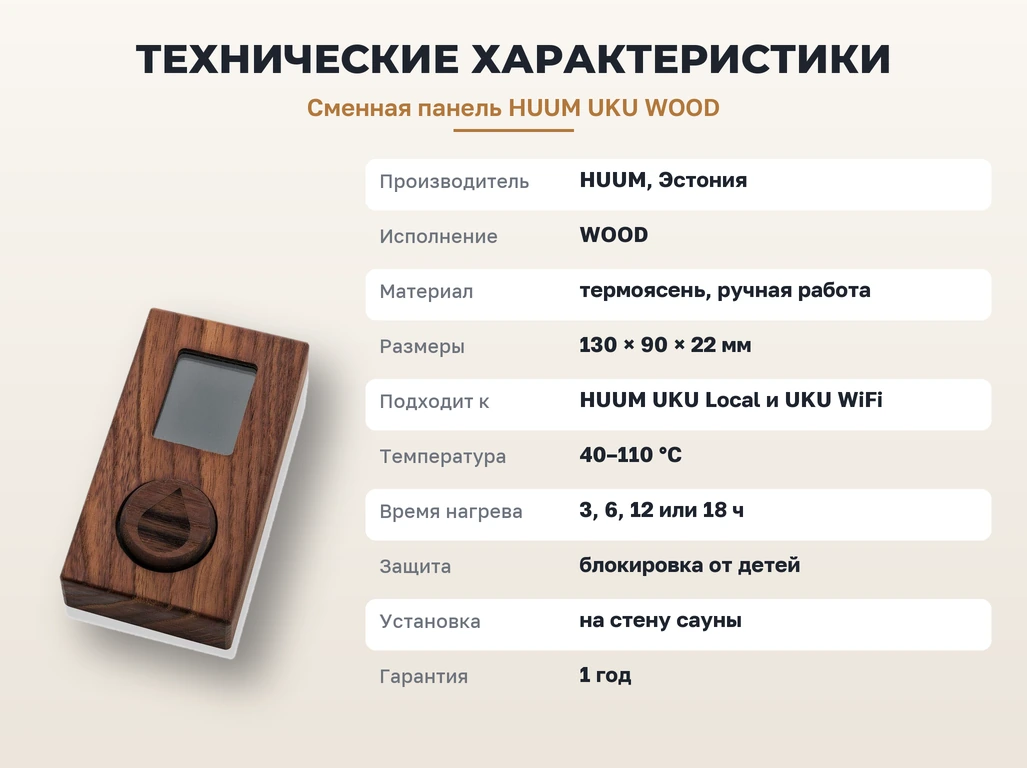 ТЕХНИЧЕСКИЕ ХАРАКТЕРИСТИКИ
Сменная панель HUUM UKU WOOD
Производитель HUUM, Эстония
Исполнение WOOD
Материал термоясень, ручная работа
Размеры 130 × 90 × 22 мм
Подходит к HUUM UKU Local и UKU WiFi
Температура 40–110 °C
Время нагрева 3, 6, 12 или 18 ч
Защита блокировка от детей
Установка на стену сауны
Гарантия 1 год